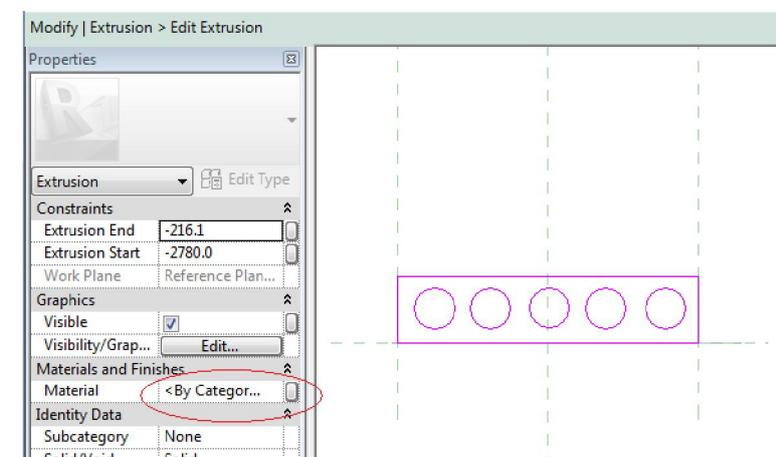 Modify | Extrusion > Edit Extrusion
Properties
Extrusion
Edit Type
Constraints
Extrusion End -216.1
Extrusion Start -2780.0
Work Plane Reference Plan...
Graphics
Visible
Visibility/Grap... Edit...
Materials and Finishes
Material <By Categor...
Identity Data
Subcategory None